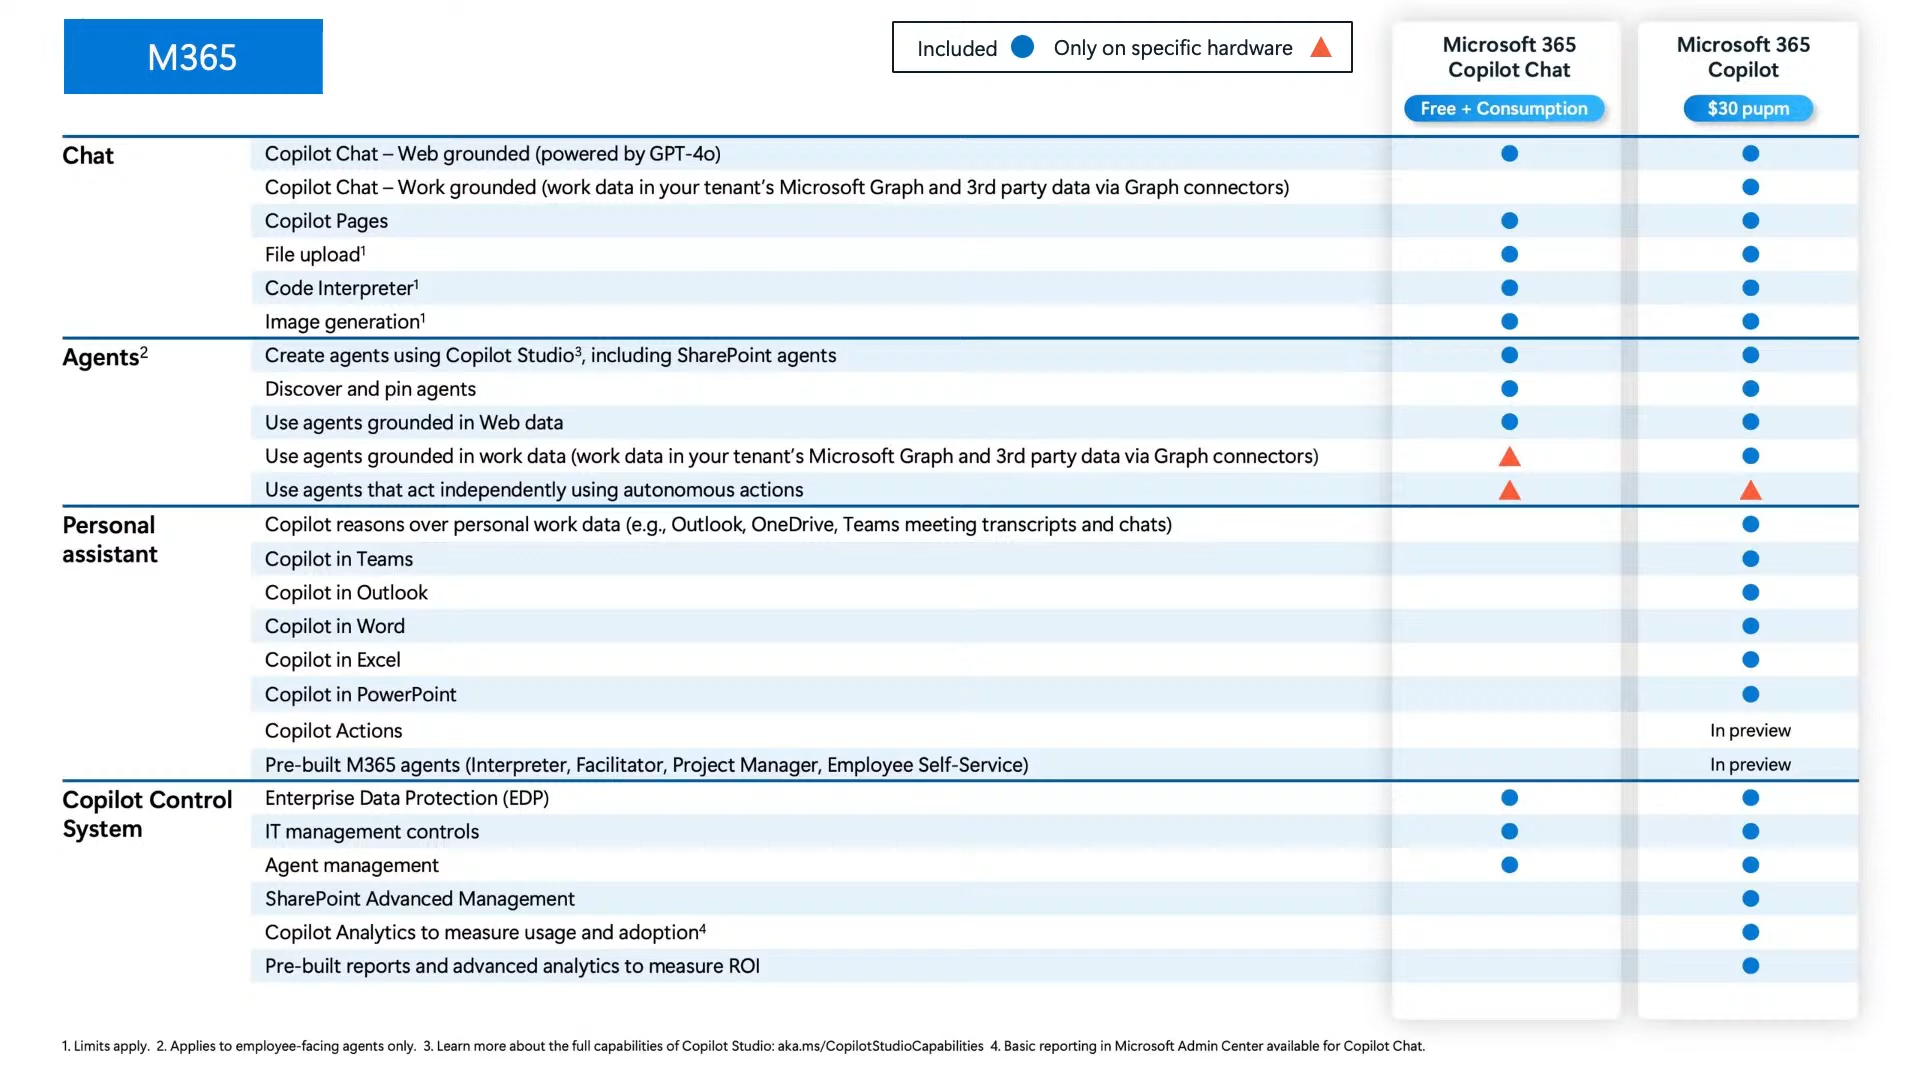 M365
Included Only on specific hardware
Microsoft 365
Copilot Chat
Free + Consumption
Microsoft 365
Copilot
$30 pupm
Chat
Copilot Chat – Web grounded (powered by GPT-4o)
Copilot Chat – Work grounded (work data in your tenant’s Microsoft Graph and 3rd party data via Graph connectors)
Copilot Pages
File upload¹
Code Interpreter¹
Image generation¹
Agents²
Create agents using Copilot Studio³, including SharePoint agents
Discover and pin agents
Use agents grounded in Web data
Use agents grounded in work data (work data in your tenant’s Microsoft Graph and 3rd party data via Graph connectors)
Use agents that act independently using autonomous actions
Personal
assistant
Copilot reasons over personal work data (e.g., Outlook, OneDrive, Teams meeting transcripts and chats)
Copilot in Teams
Copilot in Outlook
Copilot in Word
Copilot in Excel
Copilot in PowerPoint
Copilot Actions In preview
Pre-built M365 agents (Interpreter, Facilitator, Project Manager, Employee Self-Service) In preview
Copilot Control
System
Enterprise Data Protection (EDP)
IT management controls
Agent management
SharePoint Advanced Management
Copilot Analytics to measure usage and adoption⁴
Pre-built reports and advanced analytics to measure ROI
1. Limits apply. 2. Applies to employee-facing agents only. 3. Learn more about the full capabilities of Copilot Studio: aka.ms/CopilotStudioCapabilities 4. Basic reporting in Microsoft Admin Center available for Copilot Chat.